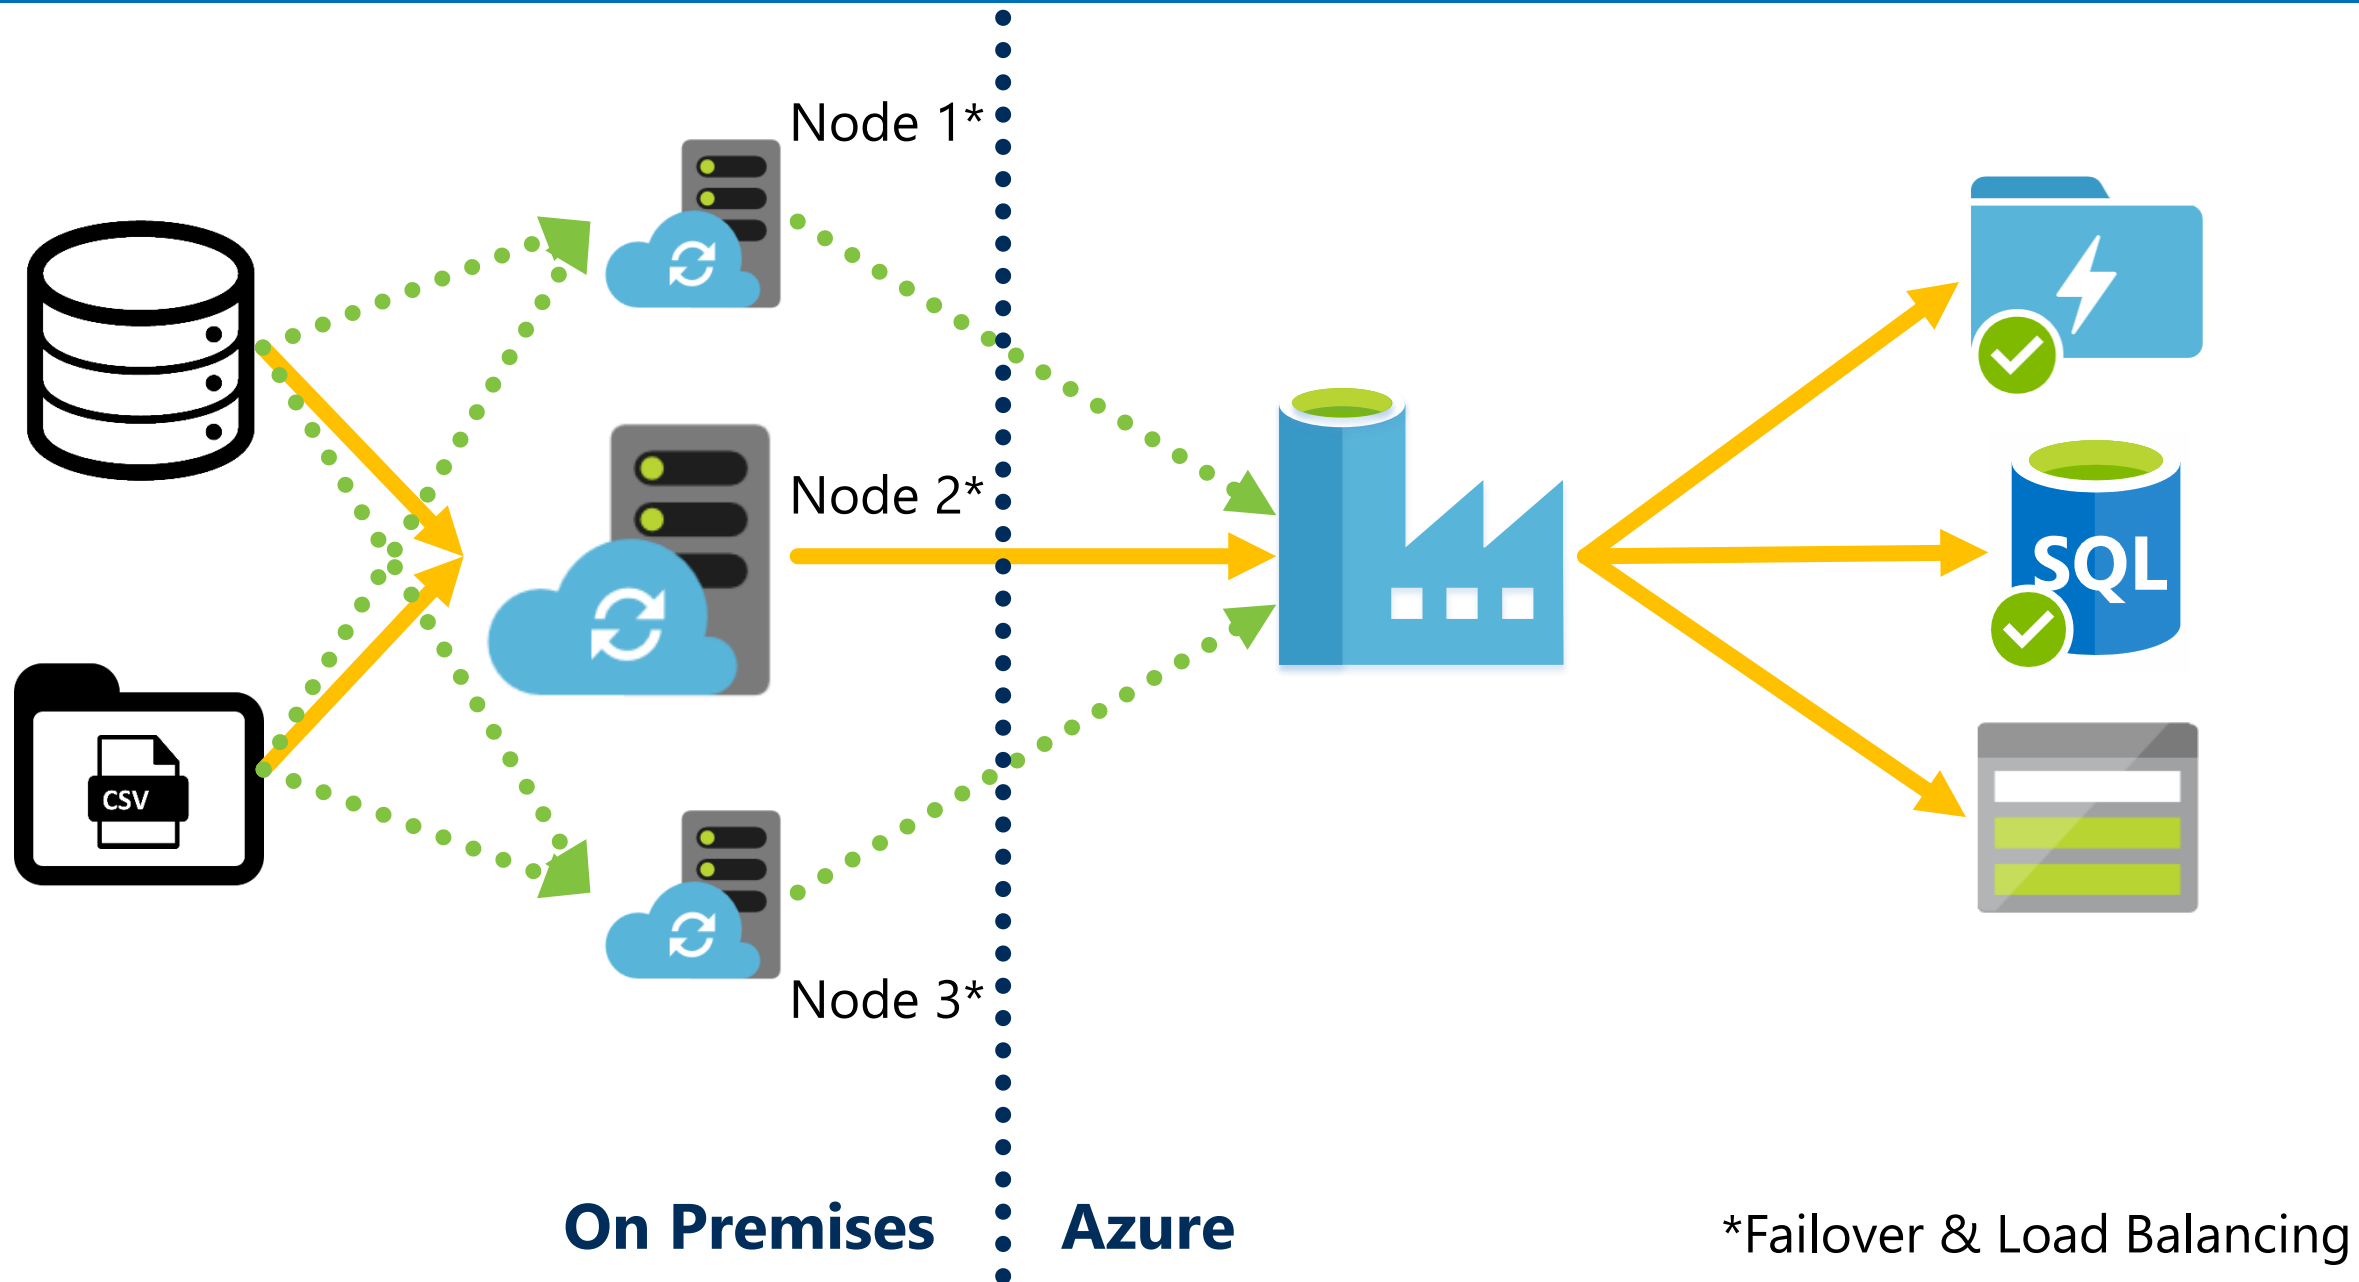 Node 1*
Node 2*
SQL
CSV
Node 3*
On Premises
Azure
*Failover & Load Balancing